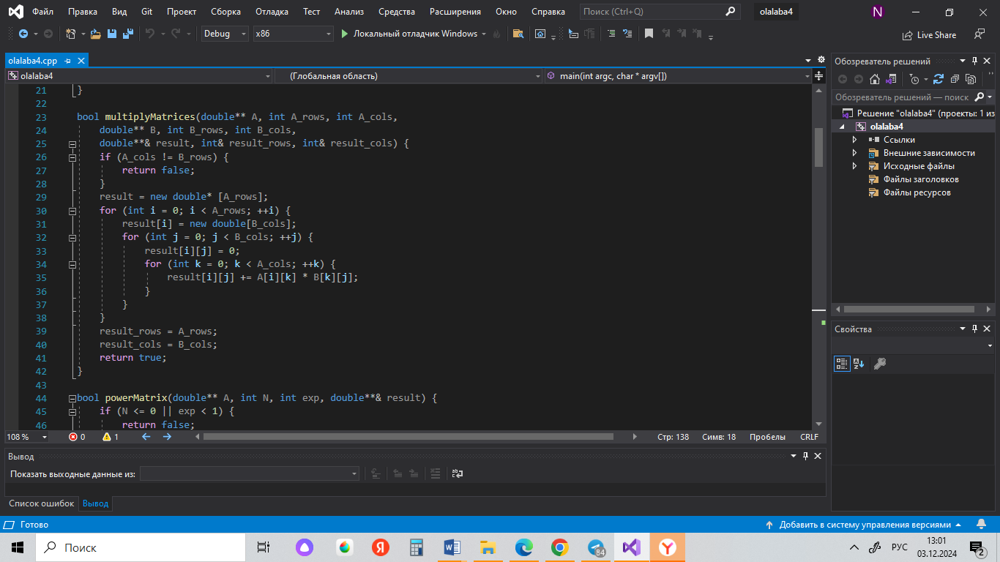 Файл Правка Вид Git Проект Сборка Отладка Тест Анализ Средства Расширения Окно Справка Поиск (Ctrl+Q) olalaba4 N
Debug x86 Локальный отладчик Windows Live Share
olalaba4.cpp
olalaba4 (Глобальная область) main(int argc, char * argv[])
21 }
22
23 bool multiplyMatrices(double** A, int A_rows, int A_cols,
24 double** B, int B_rows, int B_cols,
25 double**& result, int& result_rows, int& result_cols) {
26 if (A_cols != B_rows) {
27 return false;
28 }
29 result = new double* [A_rows];
30 for (int i = 0; i < A_rows; ++i) {
31 result[i] = new double[B_cols];
32 for (int j = 0; j < B_cols; ++j) {
33 result[i][j] = 0;
34 for (int k = 0; k < A_cols; ++k) {
35 result[i][j] += A[i][k] * B[k][j];
36 }
37 }
38 }
39 result_rows = A_rows;
40 result_cols = B_cols;
41 return true;
42 }
43
44 bool powerMatrix(double** A, int N, int exp, double**& result) {
45 if (N <= 0 || exp < 1) {
46 return false;
108 % 0 1 Стр: 138 Симв: 18 Пробелы CRLF
Вывод
Показать выходные данные из:
Список ошибок Вывод
Обозреватель решений
Обозреватель решений — поиск
Решение "olalaba4" (проекты: 1 из
olalaba4
Ссылки
Внешние зависимости
Исходные файлы
Файлы заголовков
Файлы ресурсов
Свойства
Готово Добавить в систему управления версиями
Поиск Я W 84 Y РУС 13:01
03.12.2024 2